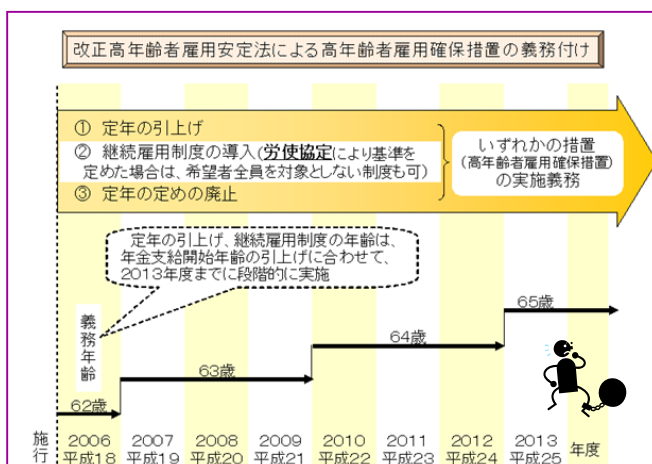 改正高年齢者雇用安定法による高年齢者雇用確保措置の義務付け
① 定年の引上げ
② 継続雇用制度の導入(労使協定により基準を
定めた場合は、希望者全員を対象としない制度も可)
③ 定年の定めの廃止
いずれかの措置
(高年齢者雇用確保措置)
の実施義務
定年の引上げ、継続雇用制度の年齢は、
年金支給開始年齢の引上げに合わせて、
2013年度までに段階的に実施
義務年齢
62歳
63歳
64歳
65歳
施行
2006 2007 2008 2009 2010 2011 2012 2013 年度
平成18 平成19 平成20 平成21 平成22 平成23 平成24 平成25